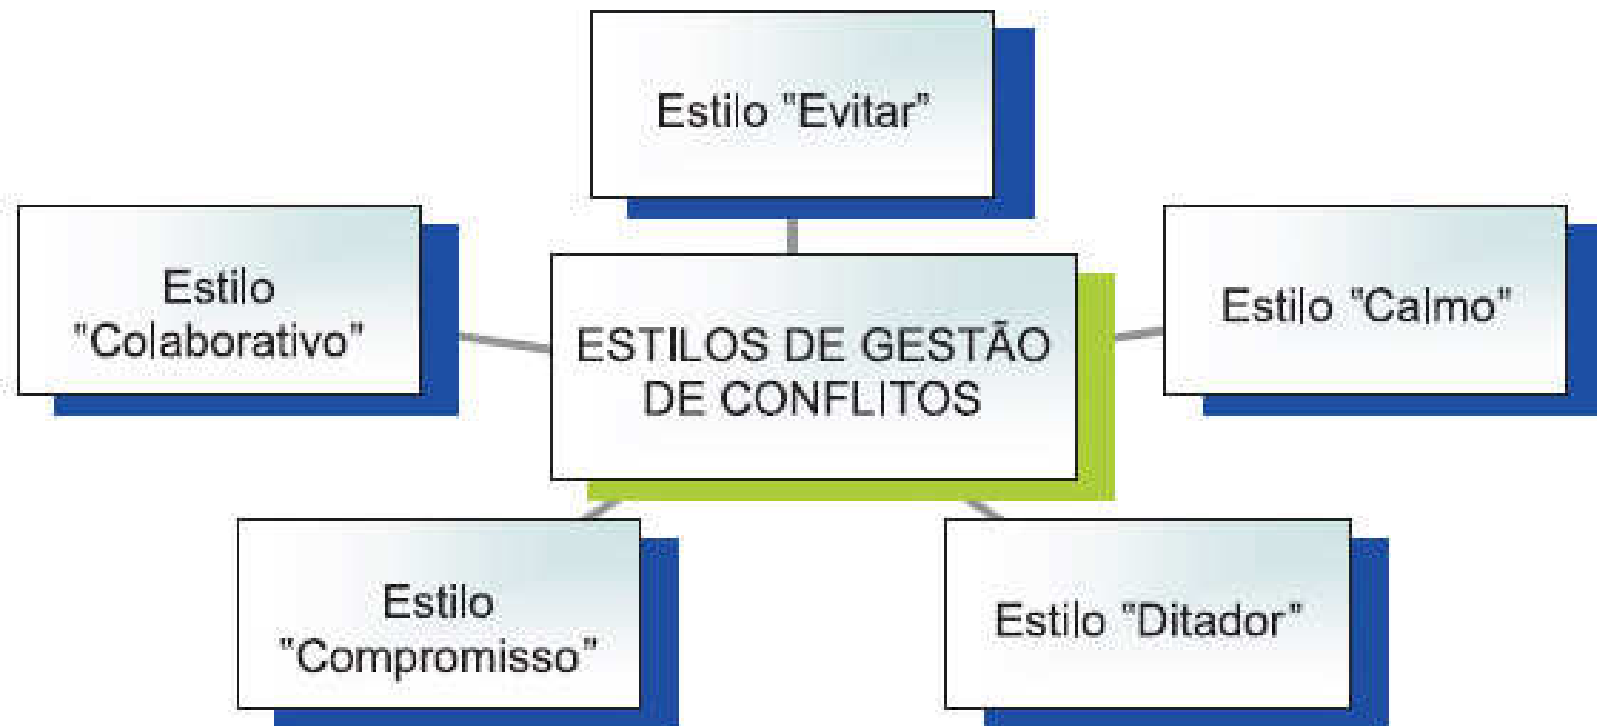 Estilo "Evitar"
Estilo
"Colaborativo"
ESTILOS DE GESTÃO
DE CONFLITOS
Estilo "Calmo"
Estilo
"Compromisso"
Estilo "Ditador"